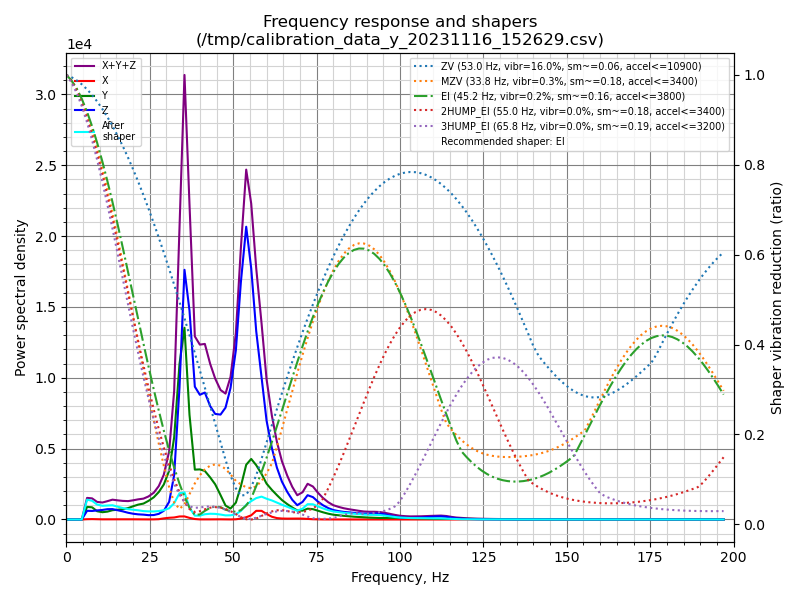 Frequency response and shapers
(/tmp/calibration_data_y_20231116_152629.csv)
1e4
X+Y+Z
X
Y
Z
After
shaper
ZV (53.0 Hz, vibr=16.0%, sm~=0.06, accel<=10900)
MZV (33.8 Hz, vibr=0.3%, sm~=0.18, accel<=3400)
EI (45.2 Hz, vibr=0.2%, sm~=0.16, accel<=3800)
2HUMP_EI (55.0 Hz, vibr=0.0%, sm~=0.18, accel<=3400)
3HUMP_EI (65.8 Hz, vibr=0.0%, sm~=0.19, accel<=3200)
Recommended shaper: EI
Power spectral density
3.0
2.5
2.0
1.5
1.0
0.5
0.0
1.0
0.8
0.6
0.4
0.2
0.0
Shaper vibration reduction (ratio)
0 25 50 75 100 125 150 175 200
Frequency, Hz